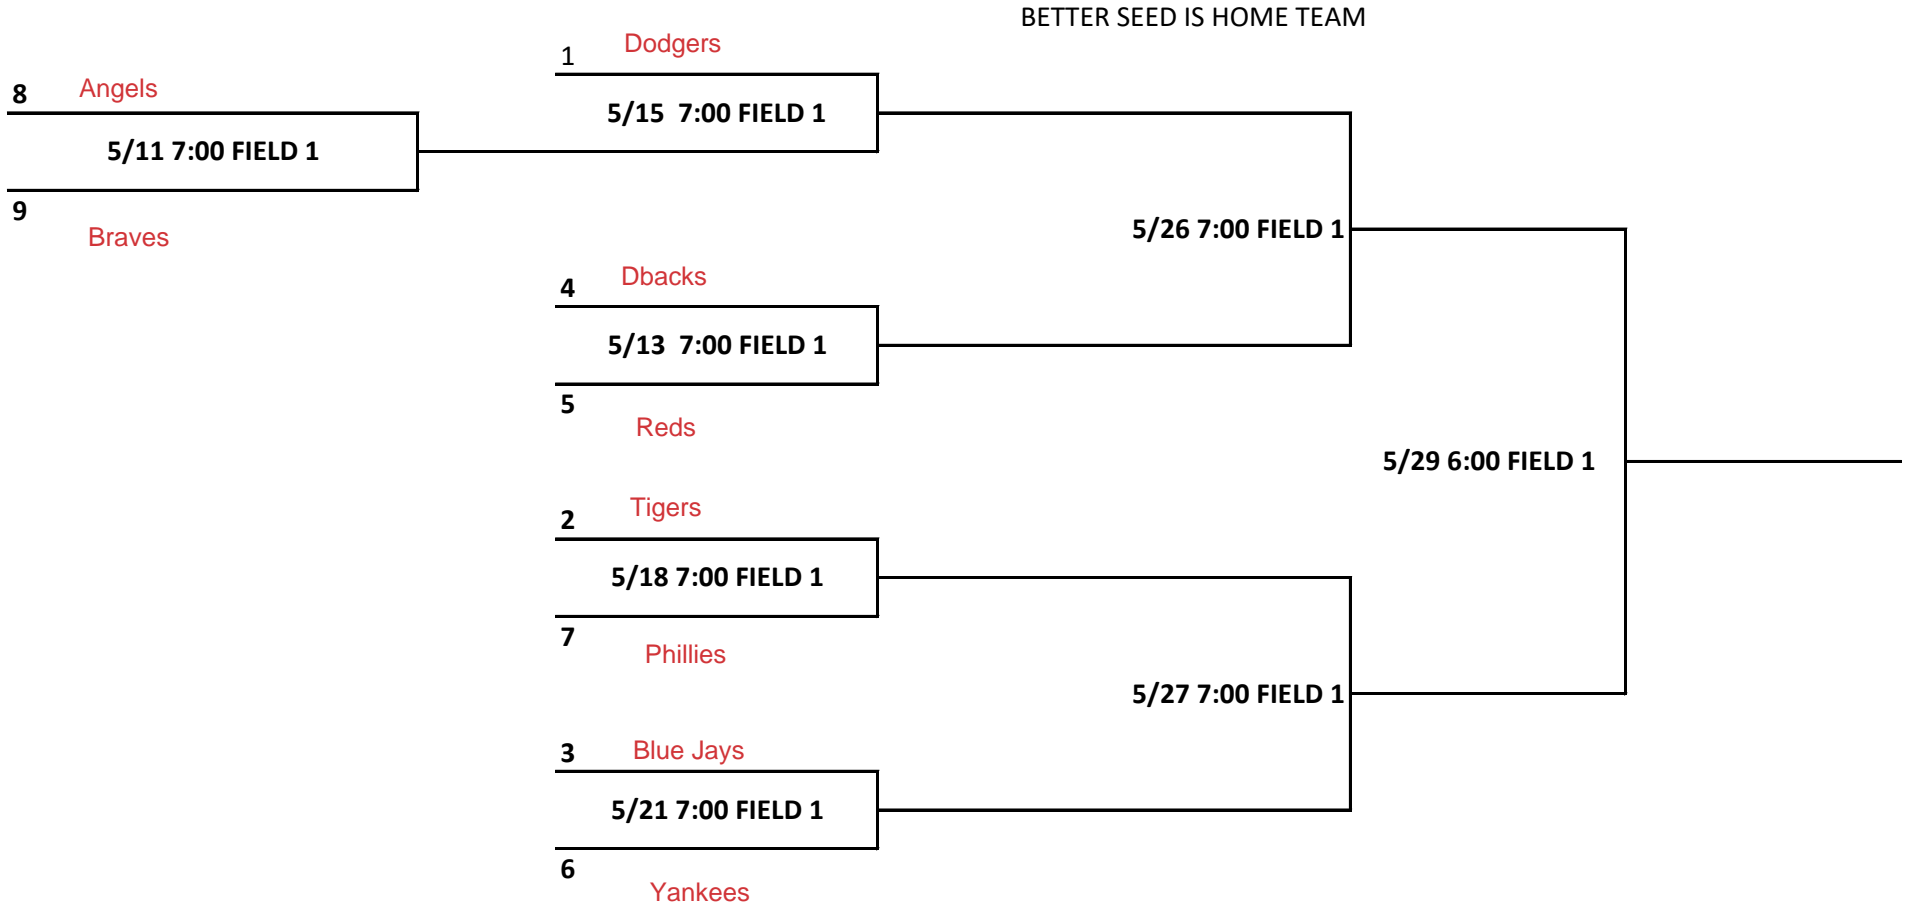 BETTER SEED IS HOME TEAM
1 Dodgers
8 Angels
5/15 7:00 FIELD 1
5/11 7:00 FIELD 1
9
Braves
5/26 7:00 FIELD 1
4 Dbacks
5/13 7:00 FIELD 1
5
Reds
5/29 6:00 FIELD 1
2 Tigers
5/18 7:00 FIELD 1
7
Phillies
5/27 7:00 FIELD 1
3 Blue Jays
5/21 7:00 FIELD 1
6
Yankees